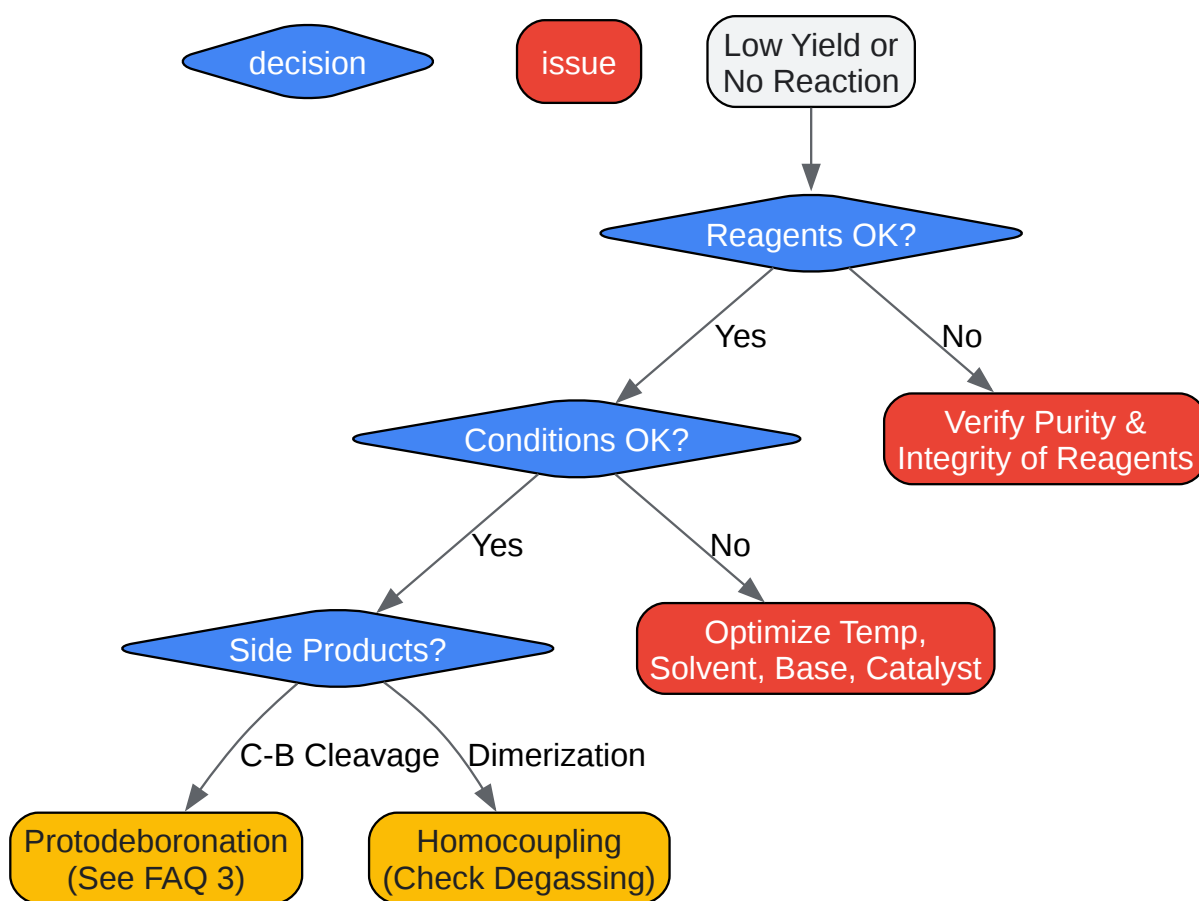 decision
issue
Low Yield or
No Reaction
Reagents OK?
Yes
No
Conditions OK?
Verify Purity &
Integrity of Reagents
Yes
No
Side Products?
Optimize Temp,
Solvent, Base, Catalyst
C-B Cleavage
Dimerization
Protodeboronation
(See FAQ 3)
Homocoupling
(Check Degassing)